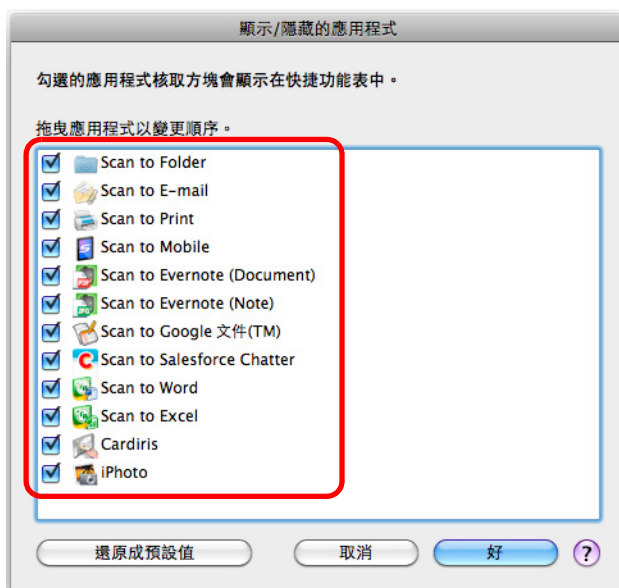 顯示/隱藏的應用程式
勾選的應用程式核取方塊會顯示在快捷功能表中。
拖曳應用程式以變更順序。
Scan to Folder
Scan to E-mail
Scan to Print
Scan to Mobile
Scan to Evernote (Document)
Scan to Evernote (Note)
Scan to Google 文件(TM)
Scan to Salesforce Chatter
Scan to Word
Scan to Excel
Cardiris
iPhoto
還原成預設值 取消 好 ?